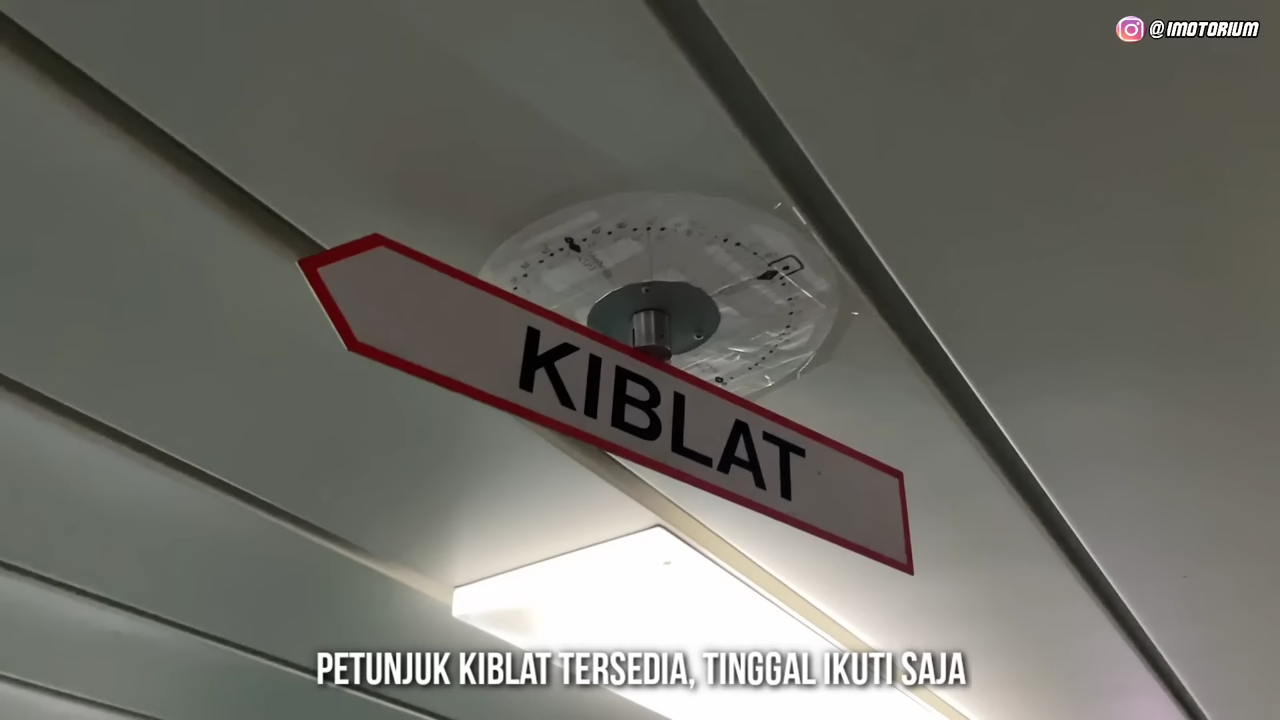 @IMOTORIUM
KIBLAT
PETUNJUK KIBLAT TERSEDIA, TINGGAL IKUTI SAJA